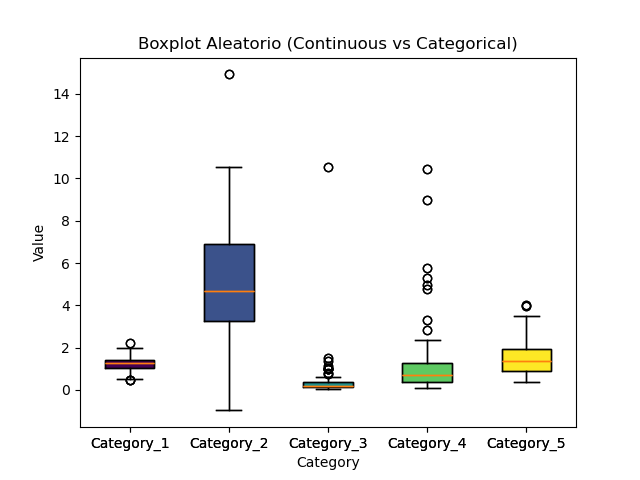 Boxplot Aleatorio (Continuous vs Categorical)
Value
14
12
10
8
6
4
2
0
Category_1 Category_2 Category_3 Category_4 Category_5
Category